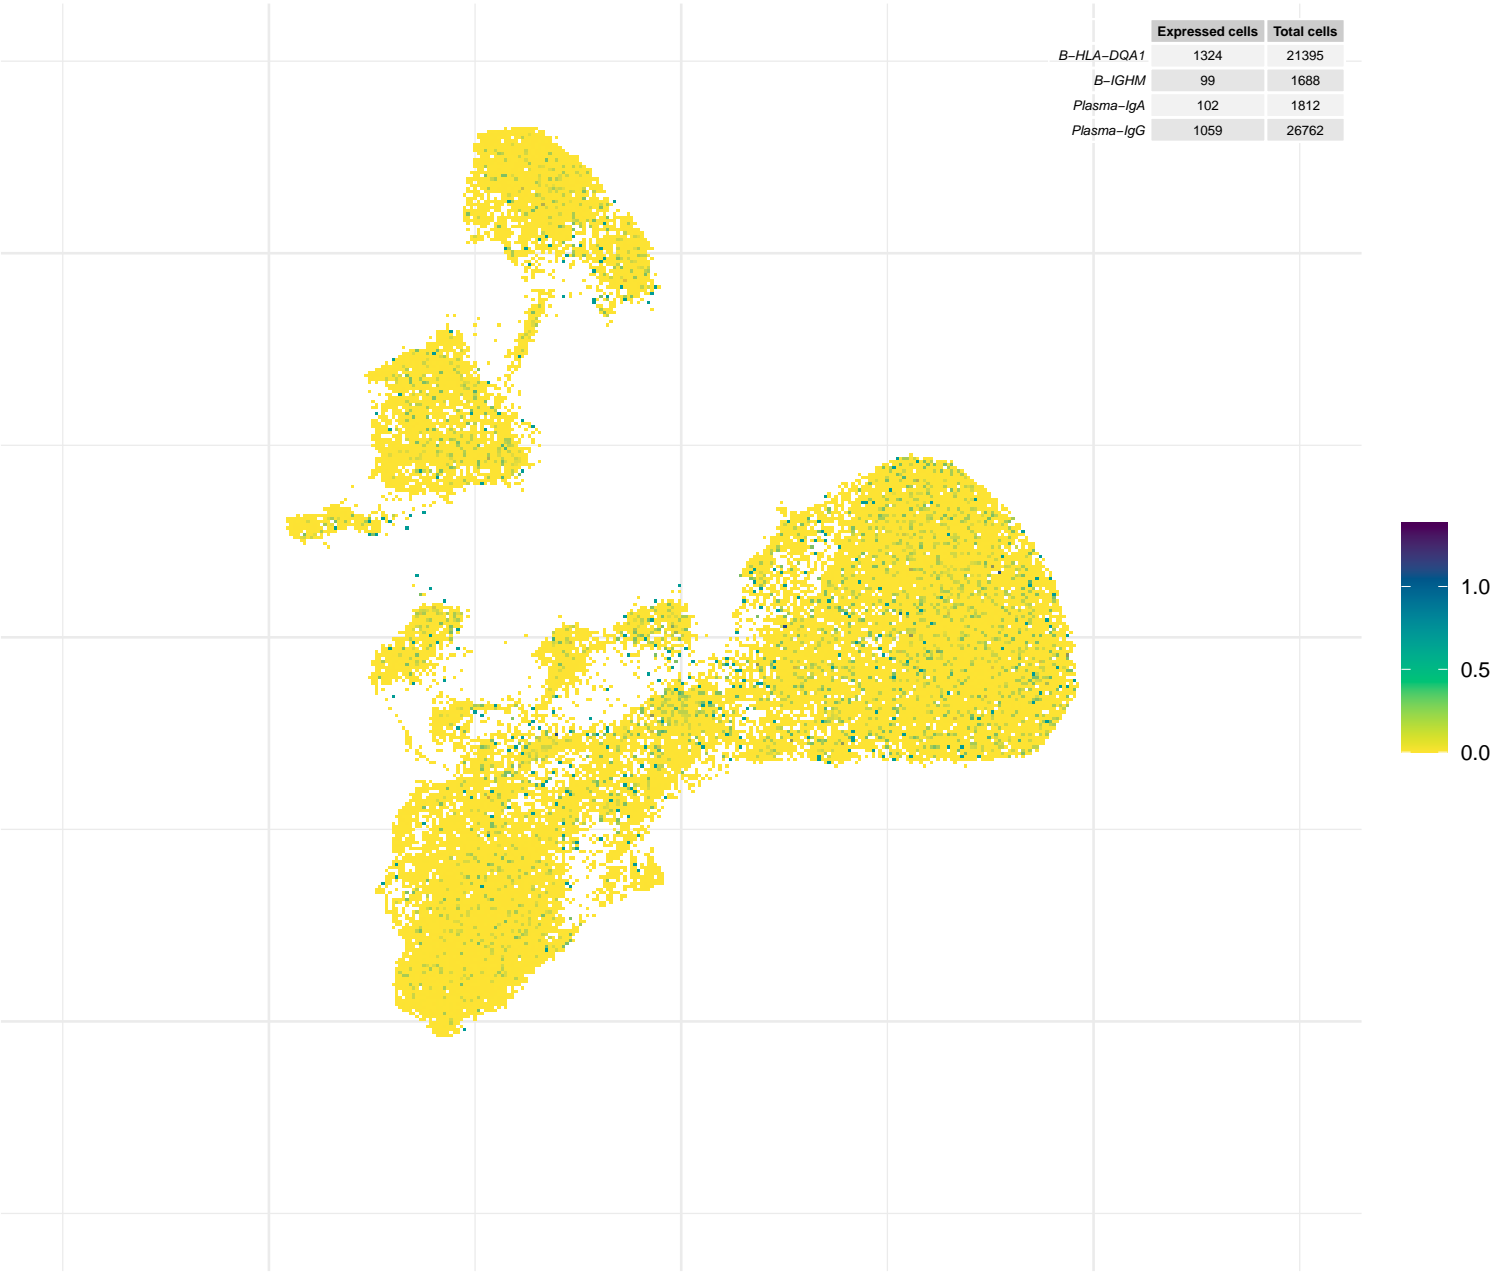 Expressed cells Total cells
B−HLA−DQA1 1324 21395
B−IGHM 99 1688
Plasma−IgA 102 1812
Plasma−IgG 1059 26762
1.0
0.5
0.0